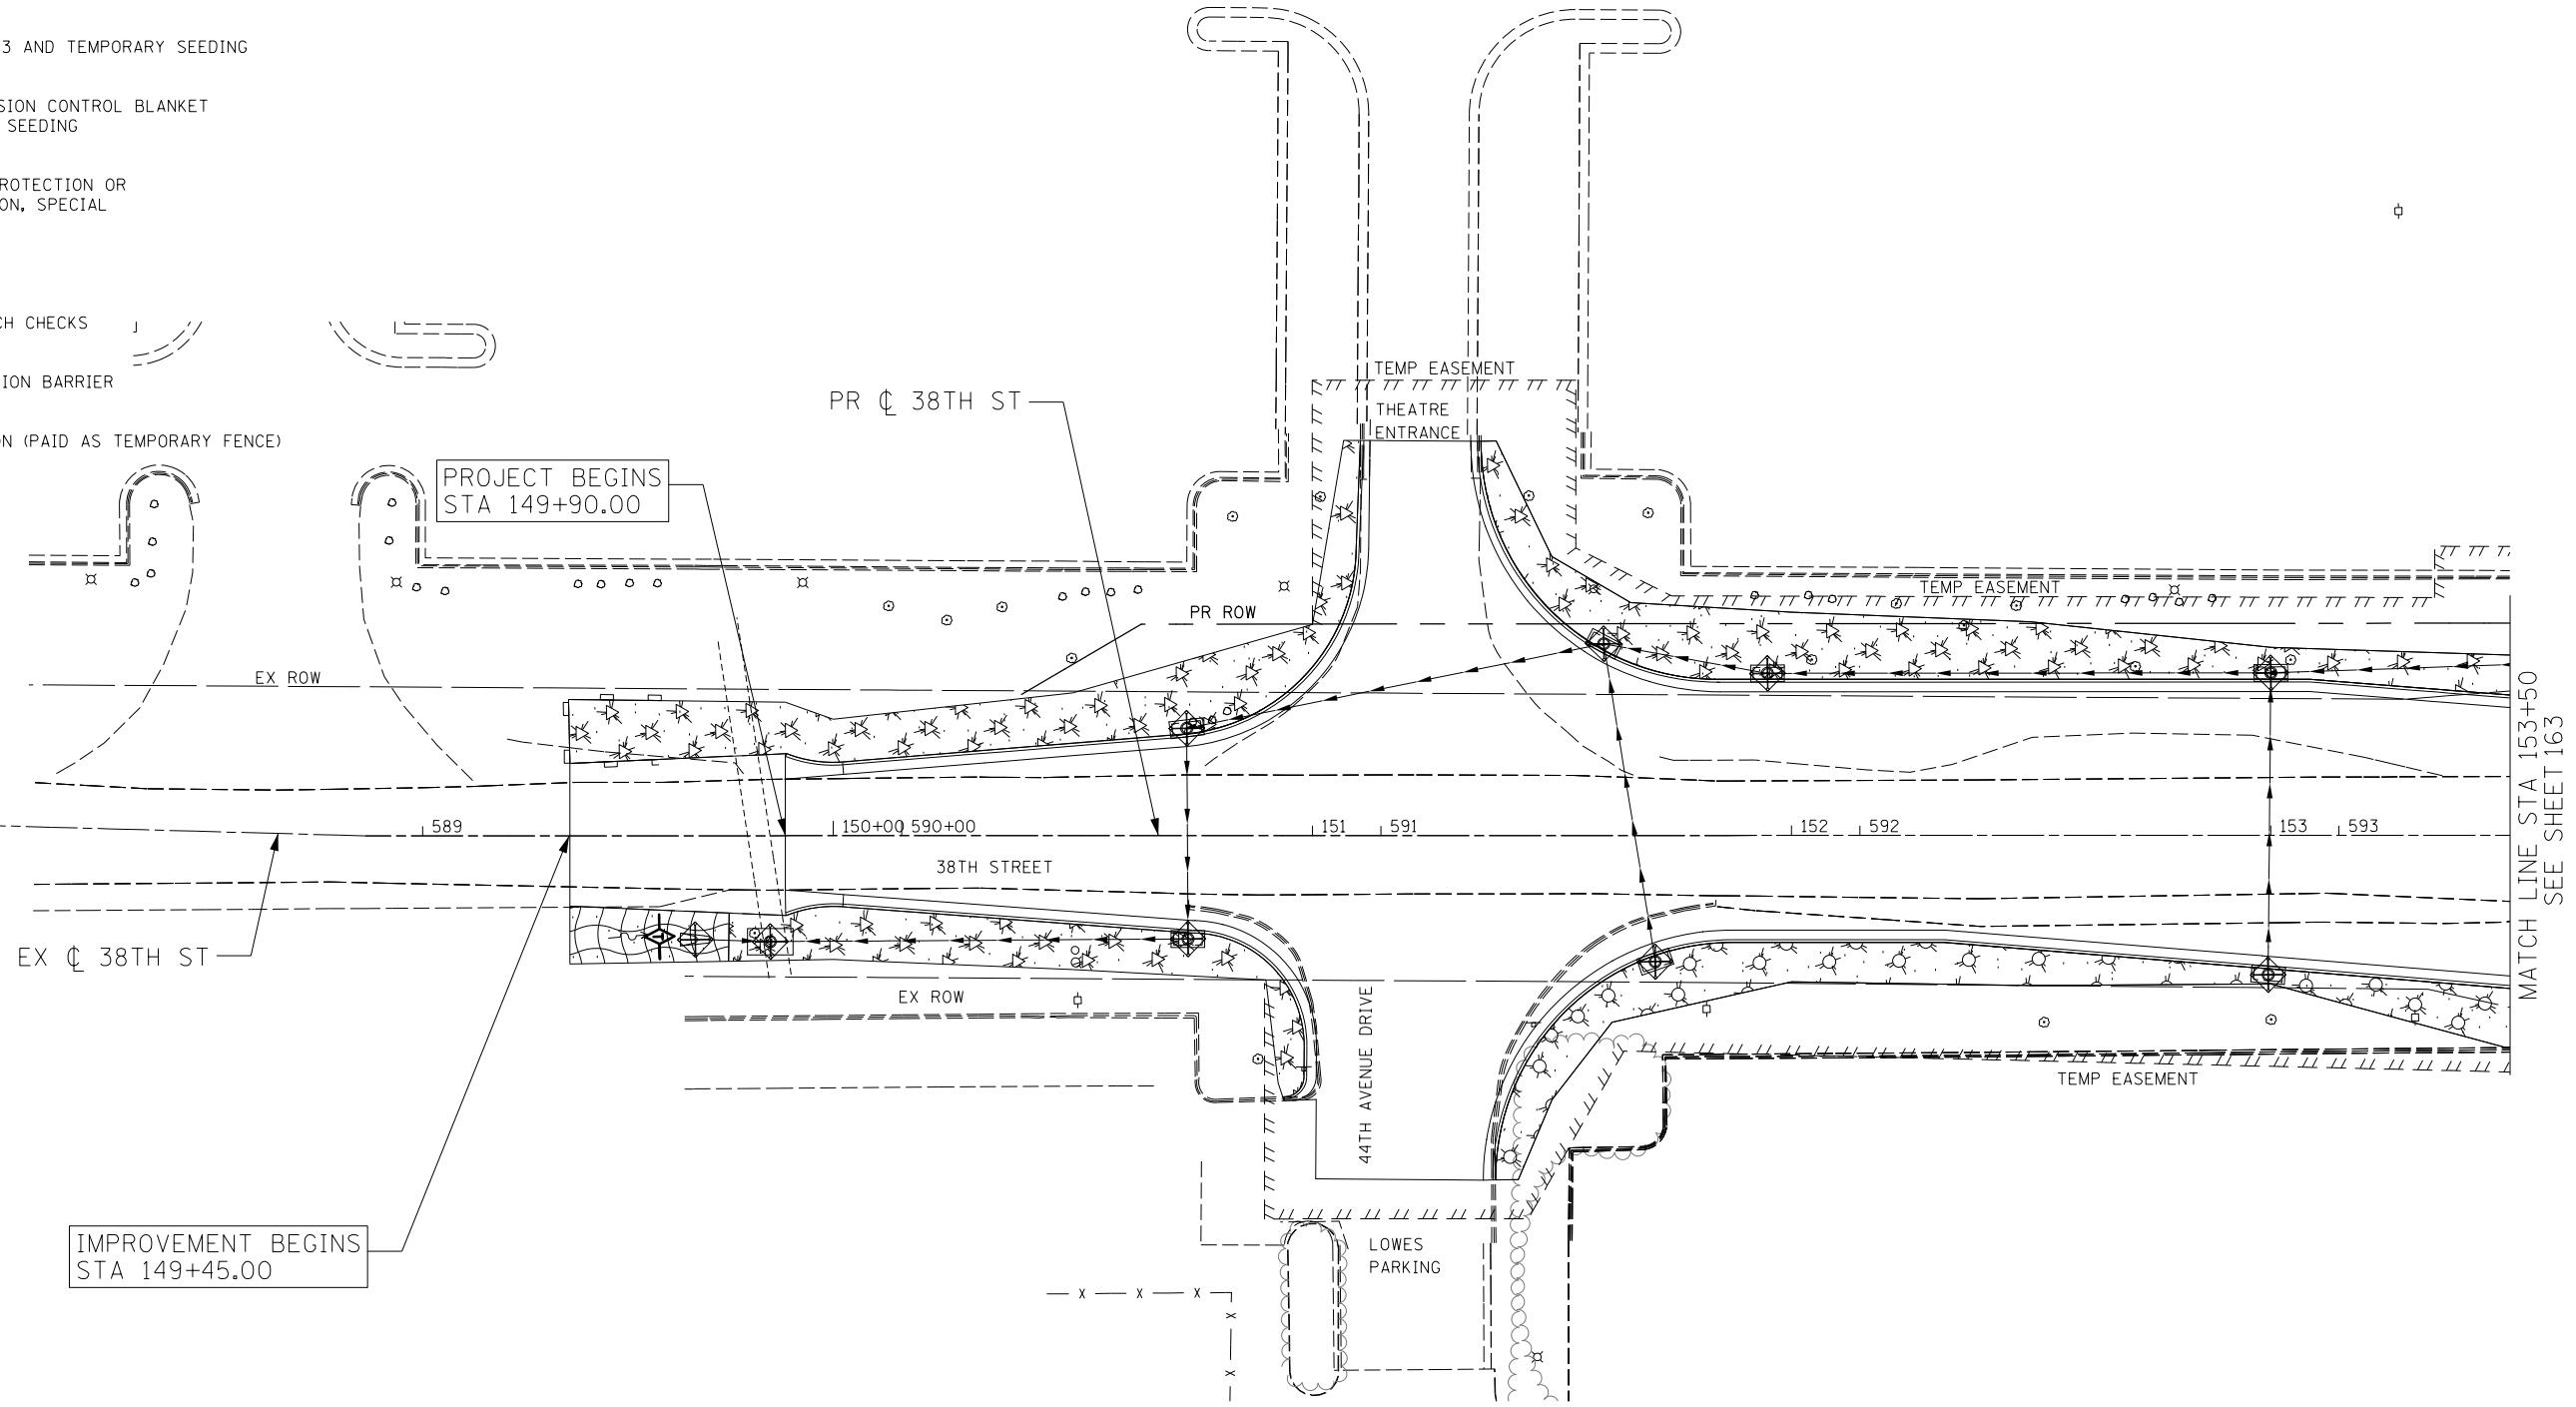 3 AND TEMPORARY SEEDING
SION CONTROL BLANKET
SEEDING
ROTECTION OR
ON, SPECIAL
CH CHECKS
ION BARRIER
ON (PAID AS TEMPORARY FENCE)
TEMP EASEMENT
THEATRE
ENTRANCE
PR ℄ 38TH ST
PROJECT BEGINS
STA 149+90.00
TEMP EASEMENT
PR ROW
EX ROW
589
150+00
590+00
151
591
152
592
153
593
38TH STREET
MATCH LINE STA 153+50
SEE SHEET 163
EX ℄ 38TH ST
EX ROW
44TH AVENUE DRIVE
TEMP EASEMENT
IMPROVEMENT BEGINS
STA 149+45.00
LOWES
PARKING
x x x
x
x